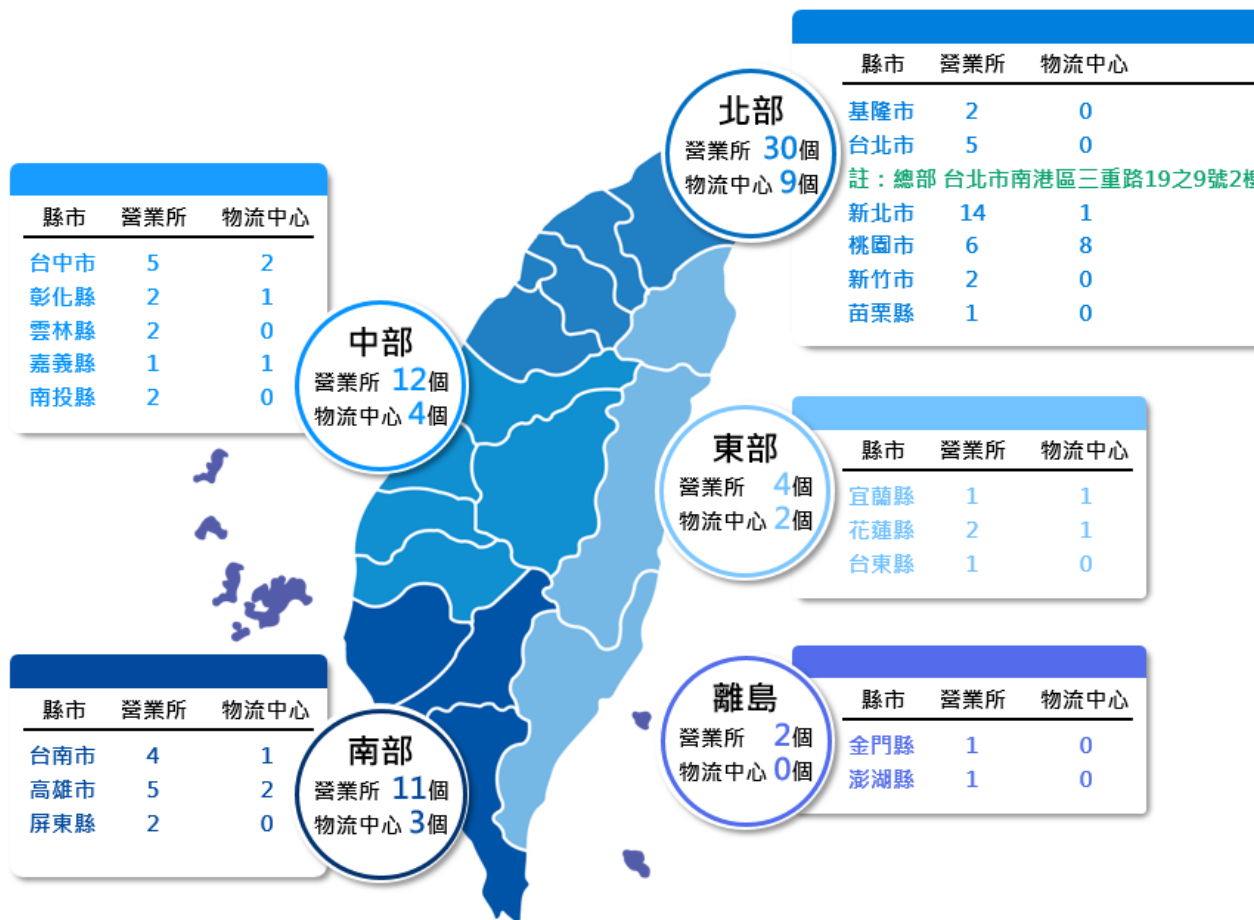 北部
營業所 30個
物流中心 9個
縣市 營業所 物流中心
基隆市 2 0
台北市 5 0
註：總部 台北市南港區三重路19之9號2樓
新北市 14 1
桃園市 6 8
新竹市 2 0
苗栗縣 1 0
縣市 營業所 物流中心
台中市 5 2
彰化縣 2 1
雲林縣 2 0
嘉義縣 1 1
南投縣 2 0
中部
營業所 12個
物流中心 4個
東部
營業所 4個
物流中心 2個
縣市 營業所 物流中心
宜蘭縣 1 1
花蓮縣 2 1
台東縣 1 0
縣市 營業所 物流中心
台南市 4 1
高雄市 5 2
屏東縣 2 0
南部
營業所 11個
物流中心 3個
離島
營業所 2個
物流中心 0個
縣市 營業所 物流中心
金門縣 1 0
澎湖縣 1 0